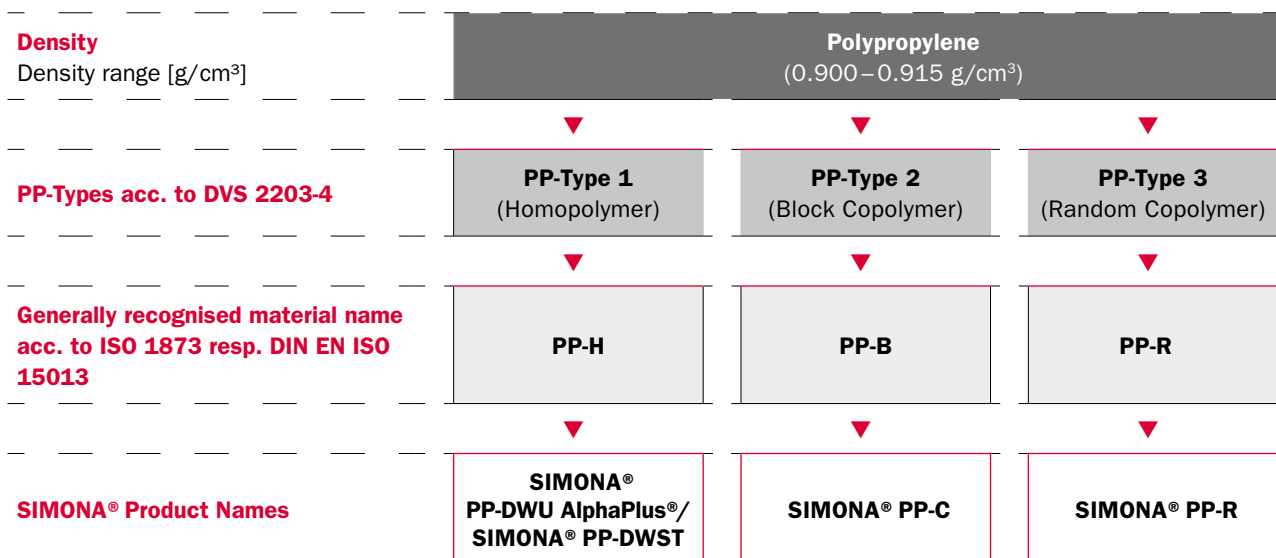 Density
Density range [g/cm³]
Polypropylene
(0.900–0.915 g/cm³)
PP-Types acc. to DVS 2203-4
PP-Type 1
(Homopolymer)
PP-Type 2
(Block Copolymer)
PP-Type 3
(Random Copolymer)
Generally recognised material name
acc. to ISO 1873 resp. DIN EN ISO
15013
PP-H
PP-B
PP-R
SIMONA® Product Names
SIMONA®
PP-DWU AlphaPlus®/
SIMONA® PP-DWST
SIMONA® PP-C
SIMONA® PP-R